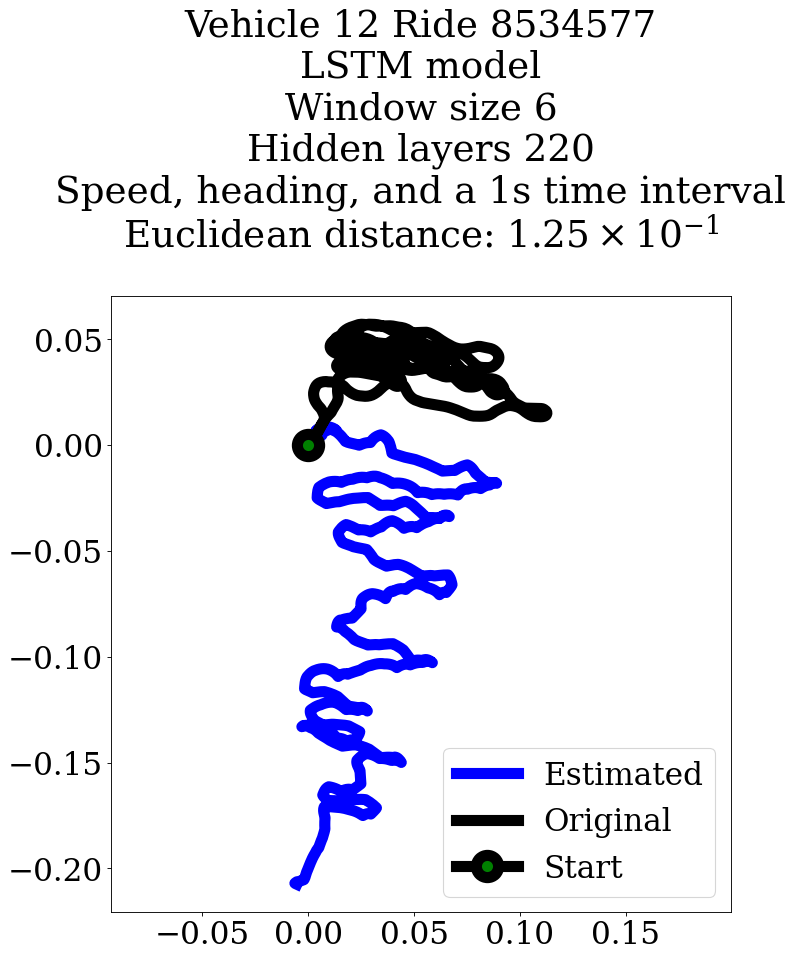 Vehicle 12 Ride 8534577
LSTM model
Window size 6
Hidden layers 220
Speed, heading, and a 1s time interval
Euclidean distance: 1.25 × 10⁻¹
0.05
0.00
−0.05
−0.10
−0.15
−0.20
Estimated
Original
Start
−0.05 0.00 0.05 0.10 0.15